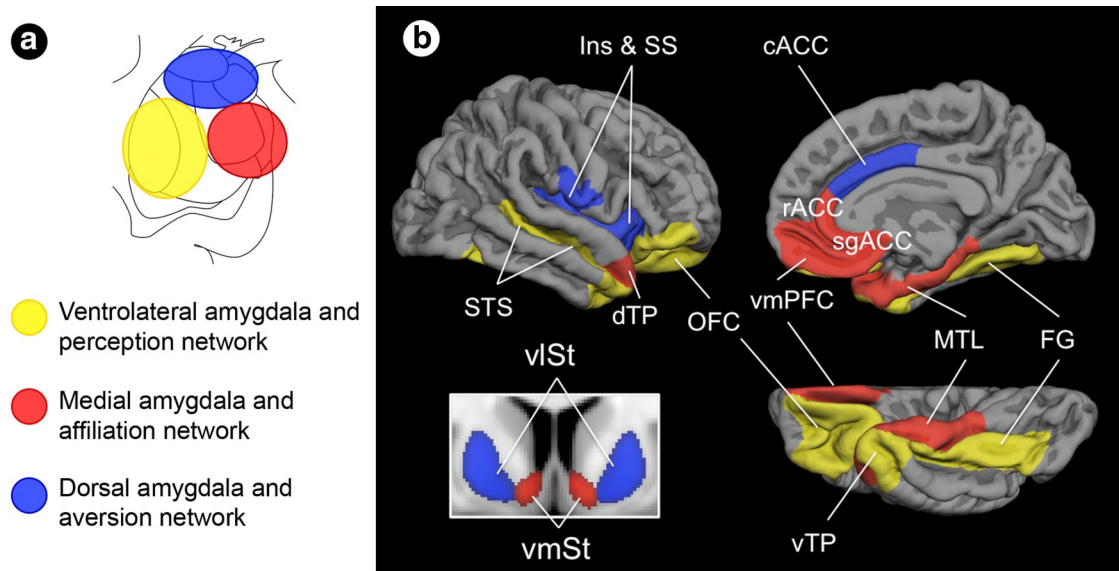 a
Ventrolateral amygdala and
perception network
Medial amygdala and
affiliation network
Dorsal amygdala and
aversion network
b
Ins & SS
cACC
rACC
sgACC
STS
dTP
OFC
vmPFC
MTL
FG
vlSt
vmSt
vTP